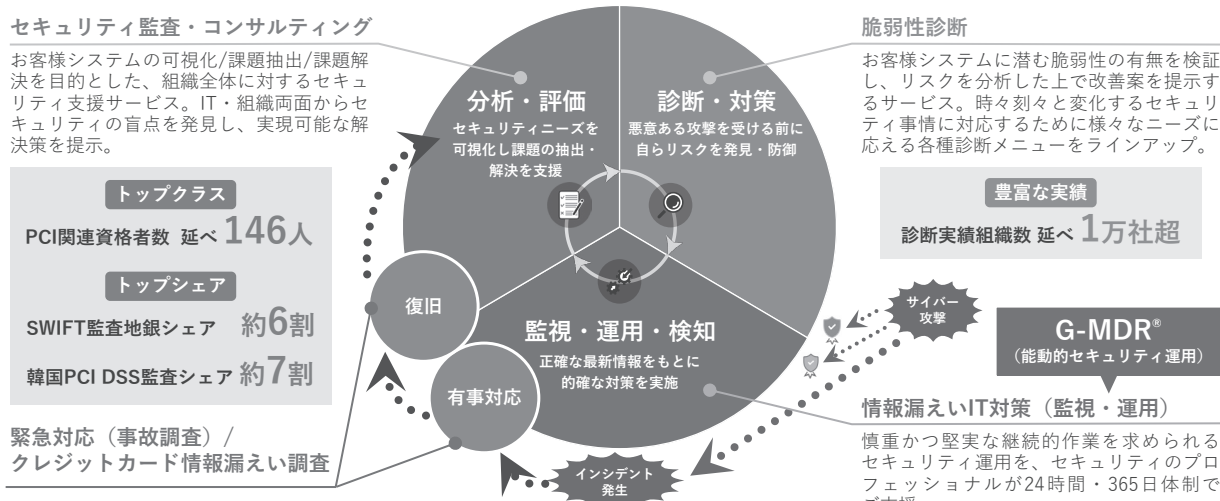 セキュリティ監査・コンサルティング
お客様システムの可視化/課題抽出/課題解
決を目的とした、組織全体に対するセキュ
リティ支援サービス。IT・組織両面からセ
キュリティの盲点を発見し、実現可能な解
決策を提示。
トップクラス
PCI関連資格者数 延べ 146人
トップシェア
SWIFT監査地銀シェア 約6割
韓国PCI DSS監査シェア 約7割
緊急対応（事故調査）/
クレジットカード情報漏えい調査
分析・評価
セキュリティニーズを
可視化し課題の抽出・
解決を支援
診断・対策
悪意ある攻撃を受ける前に
自らリスクを発見・防御
監視・運用・検知
正確な最新情報をもとに
的確な対策を実施
復旧
有事対応
インシデント
発生
サイバー
攻撃
脆弱性診断
お客様システムに潜む脆弱性の有無を検証
し、リスクを分析した上で改善案を提示す
るサービス。時々刻々と変化するセキュリ
ティ事情に対応するために様々なニーズに
応える各種診断メニューをラインアップ。
豊富な実績
診断実績組織数 延べ 1万社超
G-MDR®
（能動的セキュリティ運用）
情報漏えいIT対策（監視・運用）
慎重かつ堅実な継続的作業を求められる
セキュリティ運用を、セキュリティのプロ
フェッショナルが24時間・365日体制で